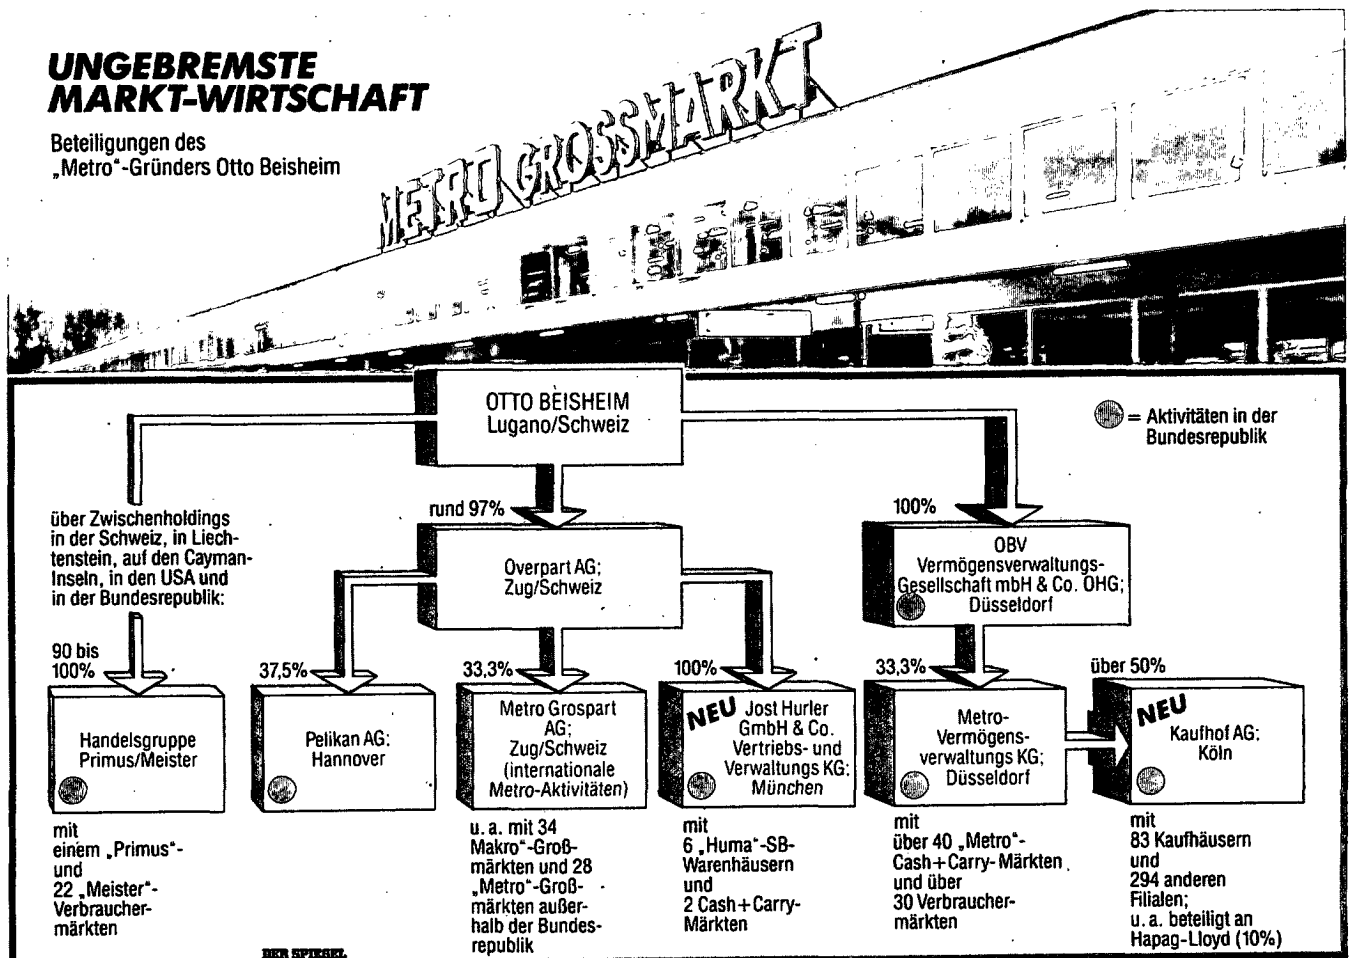 UNGEBREMSTE
MARKT-WIRTSCHAFT
Beteiligungen des
„Metro“-Gründers Otto Beisheim
METRO GROSSMARKT
OTTO BEISHEIM
Lugano/Schweiz
= Aktivitäten in der
Bundesrepublik
über Zwischenholdings
in der Schweiz, in Liech-
tenstein, auf den Cayman-
Inseln, in den USA und
in der Bundesrepublik:
rund 97%
Overpart AG;
Zug/Schweiz
100%
OBV
Vermögensverwaltungs-
Gesellschaft mbH & Co. OHG;
Düsseldorf
90 bis
100%
Handelsgruppe
Primus/Meister
mit
einem „Primus“-
und
22 „Meister“-
Verbraucher-
märkten
37,5%
Pelikan AG;
Hannover
33,3%
Metro Grospart
AG;
Zug/Schweiz
(internationale
Metro-Aktivitäten)
u. a. mit 34
Makro“-Groß-
märkten und 28
„Metro“-Groß-
märkten außer-
halb der Bundes-
republik
100%
NEU
Jost Hurler
GmbH & Co.
Vertriebs- und
Verwaltungs KG;
München
mit
6 „Huma“-SB-
Warenhäusern
und
2 Cash+Carry-
Märkten
33,3%
Metro-
Vermögens-
verwaltungs KG;
Düsseldorf
mit
über 40 „Metro“-
Cash+Carry-Märkten
und über
30 Verbraucher-
märkten
über 50%
NEU
Kaufhof AG;
Köln
mit
83 Kaufhäusern
und
294 anderen
Filialen;
u. a. beteiligt an
Hapag-Lloyd (10%)
DER SPIEGEL